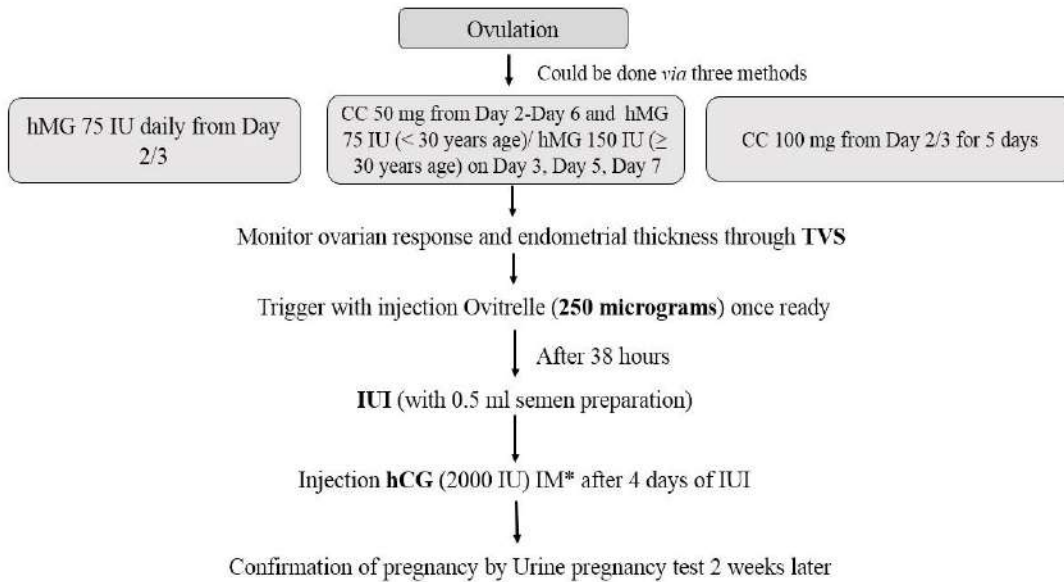 Ovulation
Could be done via three methods
hMG 75 IU daily from Day
2/3
CC 50 mg from Day 2-Day 6 and hMG
75 IU (< 30 years age)/ hMG 150 IU (≥
30 years age) on Day 3, Day 5, Day 7
CC 100 mg from Day 2/3 for 5 days
Monitor ovarian response and endometrial thickness through TVS
Trigger with injection Ovitrelle (250 micrograms) once ready
After 38 hours
IUI (with 0.5 ml semen preparation)
Injection hCG (2000 IU) IM* after 4 days of IUI
Confirmation of pregnancy by Urine pregnancy test 2 weeks later